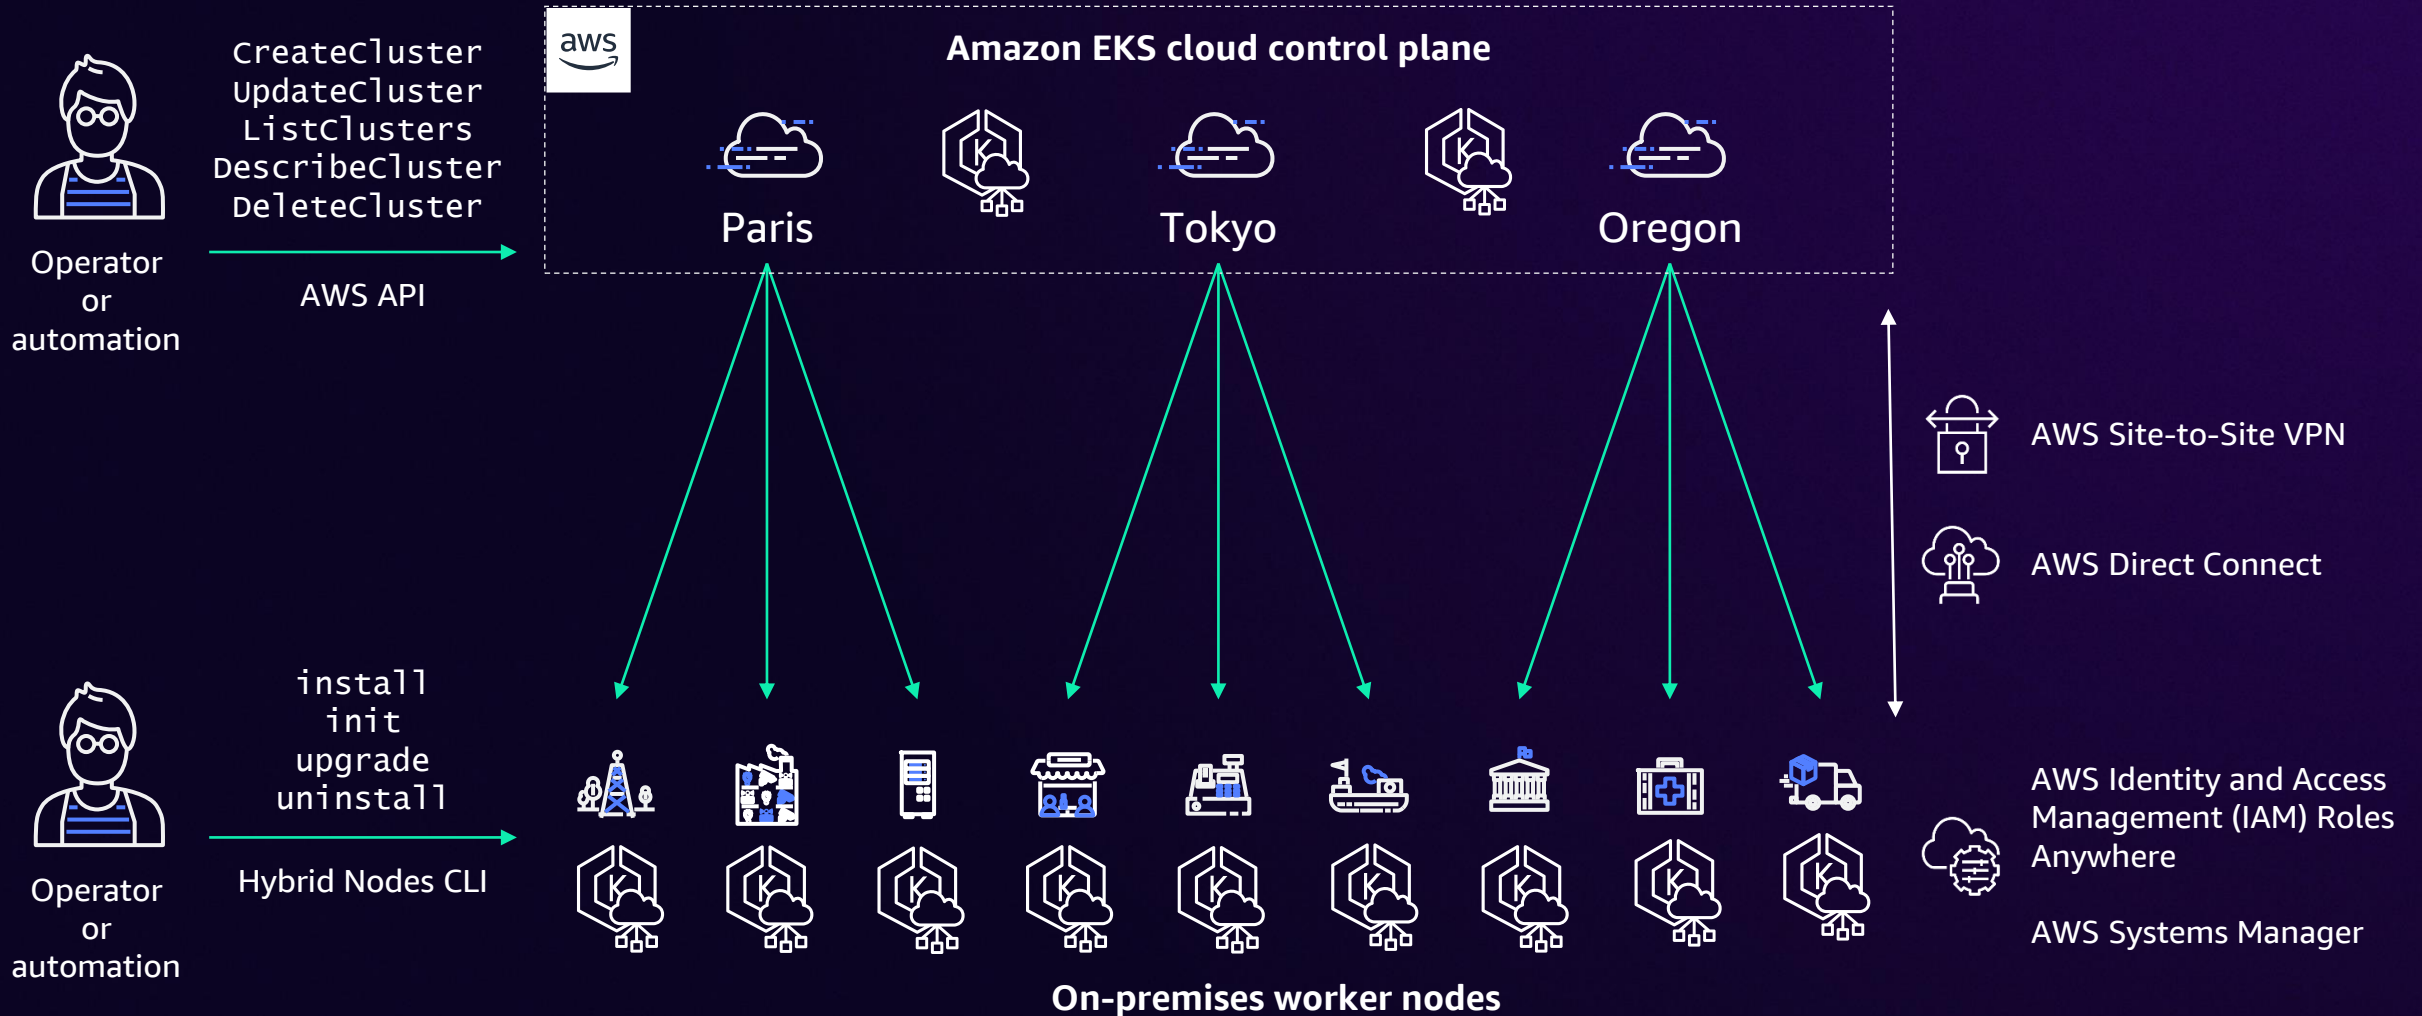 CreateCluster
UpdateCluster
ListClusters
DescribeCluster
DeleteCluster
Operator
or
automation
AWS API
aws
Amazon EKS cloud control plane
K
K
Paris
Tokyo
Oregon
AWS Site-to-Site VPN
AWS Direct Connect
install
init
upgrade
uninstall
Operator
or
automation
Hybrid Nodes CLI
K
K
K
K
K
K
K
K
K
On-premises worker nodes
AWS Identity and Access
Management (IAM) Roles
Anywhere
AWS Systems Manager